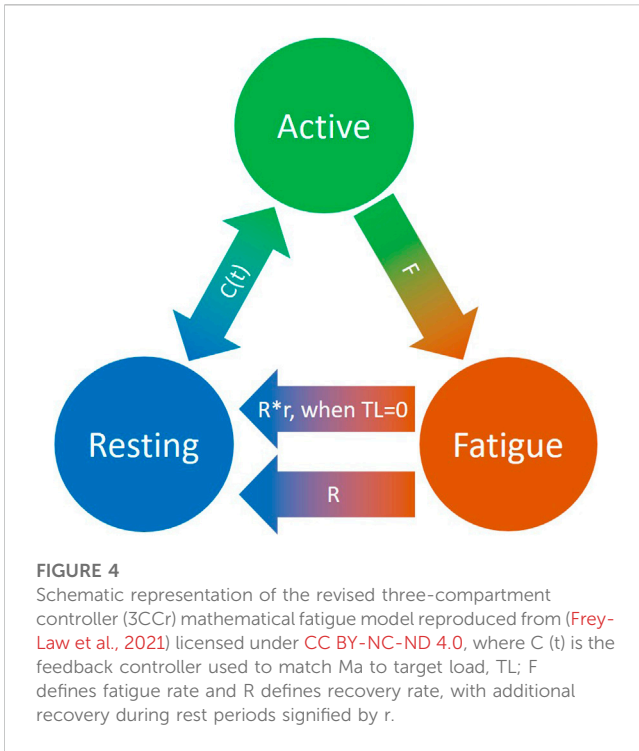 Active
C(t)
F
R*r, when TL=0
Resting
Fatigue
R
FIGURE 4
Schematic representation of the revised three-compartment
controller (3CCr) mathematical fatigue model reproduced from (Frey-
Law et al., 2021) licensed under CC BY-NC-ND 4.0, where C (t) is the
feedback controller used to match Ma to target load, TL; F
defines fatigue rate and R defines recovery rate, with additional
recovery during rest periods signified by r.